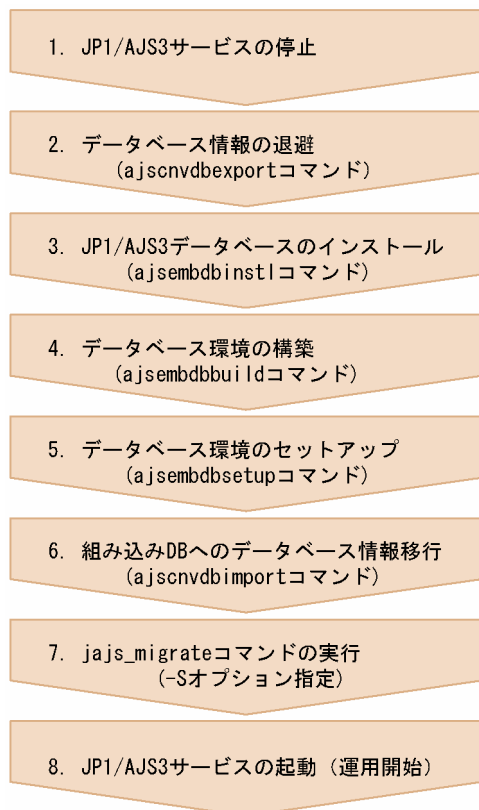 1. JP1/AJS3サービスの停止
2. データベース情報の退避
(ajscnvdbexportコマンド)
3. JP1/AJS3データベースのインストール
(ajsembdbinstlコマンド)
4. データベース環境の構築
(ajsembdbbuildコマンド)
5. データベース環境のセットアップ
(ajsembdbsetupコマンド)
6. 組み込みDBへのデータベース情報移行
(ajscnvdbimportコマンド)
7. jajs_migrateコマンドの実行
(-Sオプション指定)
8. JP1/AJS3サービスの起動（運用開始）